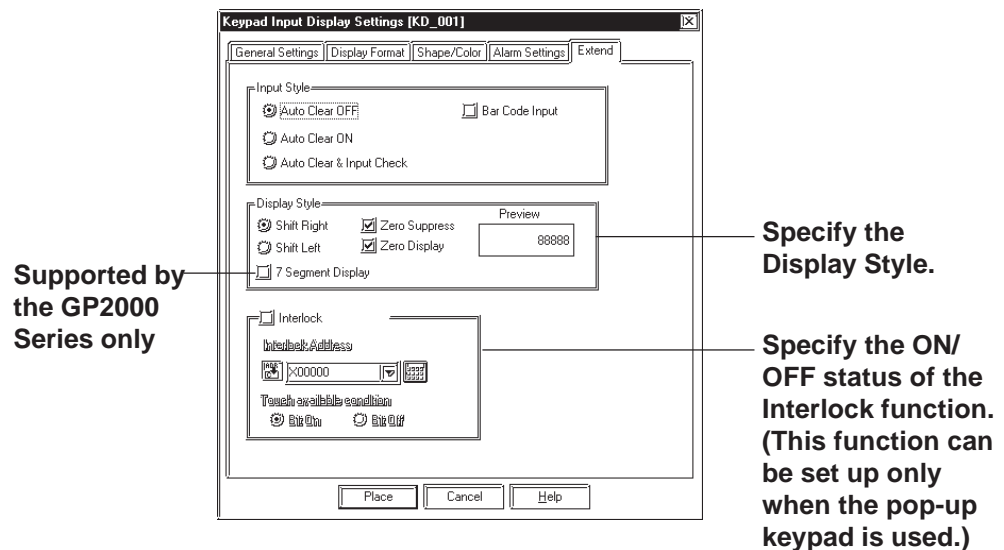 Keypad Input Display Settings [KD_001]
General Settings Display Format Shape/Color Alarm Settings Extend
Input Style
Auto Clear OFF Bar Code Input
Auto Clear ON
Auto Clear & Input Check
Display Style
Shift Right Zero Suppress Preview
Shift Left Zero Display 88888
7 Segment Display
Interlock
Interlock Address
X00000
Touch available condition
Bit On Bit Off
Place Cancel Help
Supported by
the GP2000
Series only
Specify the
Display Style.
Specify the ON/
OFF status of the
Interlock function.
(This function can
be set up only
when the pop-up
keypad is used.)